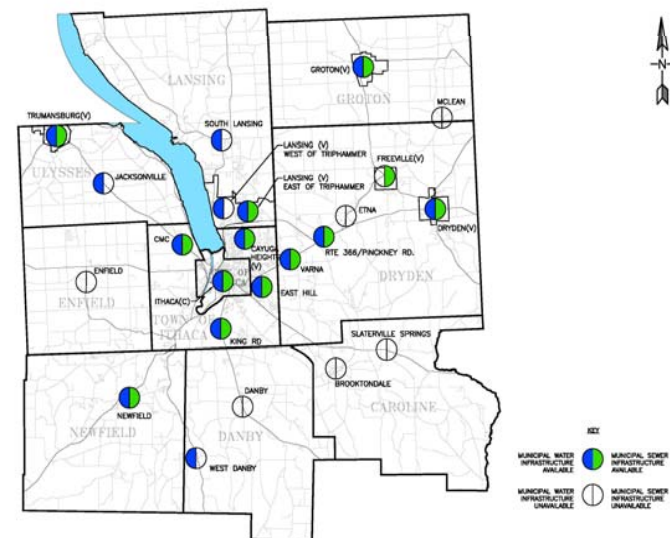 N
LANSING
GROTON(V)
GROTON
MCLEAN
TRUMANSBURG(V)
SOUTH LANSING
LANSING (V)
WEST OF TRIPHAMMER
FREEVILLE(V)
ULYSSES
JACKSONVILLE
LANSING (V)
EAST OF TRIPHAMMER
ETNA
DRYDEN(V)
CMC
CAYUGA
HEIGHTS
(V)
RTE 366/PINCKNEY RD.
VARNA
DRYDEN
ENFIELD
ENFIELD
ITHACA(C)
EAST HILL
TOWN OF
ITHACA
KING RD
SLATERVILLE SPRINGS
BROOKTONDALE
CAROLINE
NEWFIELD
NEWFIELD
DANBY
DANBY
WEST DANBY
KEY
MUNICIPAL WATER
INFRASTRUCTURE
AVAILABLE
MUNICIPAL SEWER
INFRASTRUCTURE
AVAILABLE
MUNICIPAL WATER
INFRASTRUCTURE
UNAVAILABLE
MUNICIPAL SEWER
INFRASTRUCTURE
UNAVAILABLE